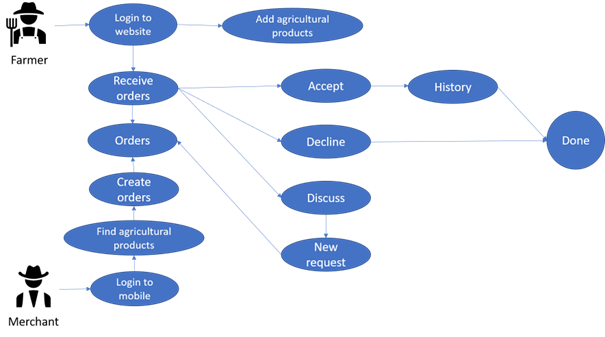 Farmer
Login to
website
Add agricultural
products
Receive
orders
Accept
History
Orders
Decline
Done
Create
orders
Discuss
Find agricultural
products
New
request
Login to
mobile
Merchant